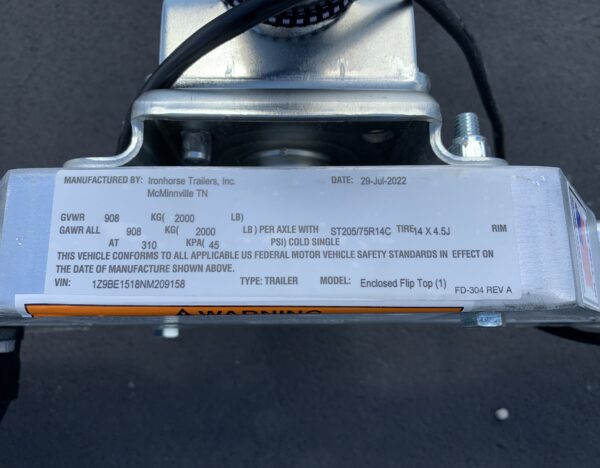 MANUFACTURED BY: Ironhorse Trailers, Inc. DATE: 29-Jul-2022
McMinnville TN
GVWR 908 KG( 2000 LB)
GAWR ALL 908 KG( 2000 LB ) PER AXLE WITH ST205/75R14C TIRE 14 X 4.5J RIM
AT 310 KPA( 45 PSI) COLD SINGLE
THIS VEHICLE CONFORMS TO ALL APPLICABLE US FEDERAL MOTOR VEHICLE SAFETY STANDARDS IN EFFECT ON
THE DATE OF MANUFACTURE SHOWN ABOVE.
VIN: 1Z9BE1518NM209158 TYPE: TRAILER MODEL: Enclosed Flip Top (1) FD-304 REV A
WARNING